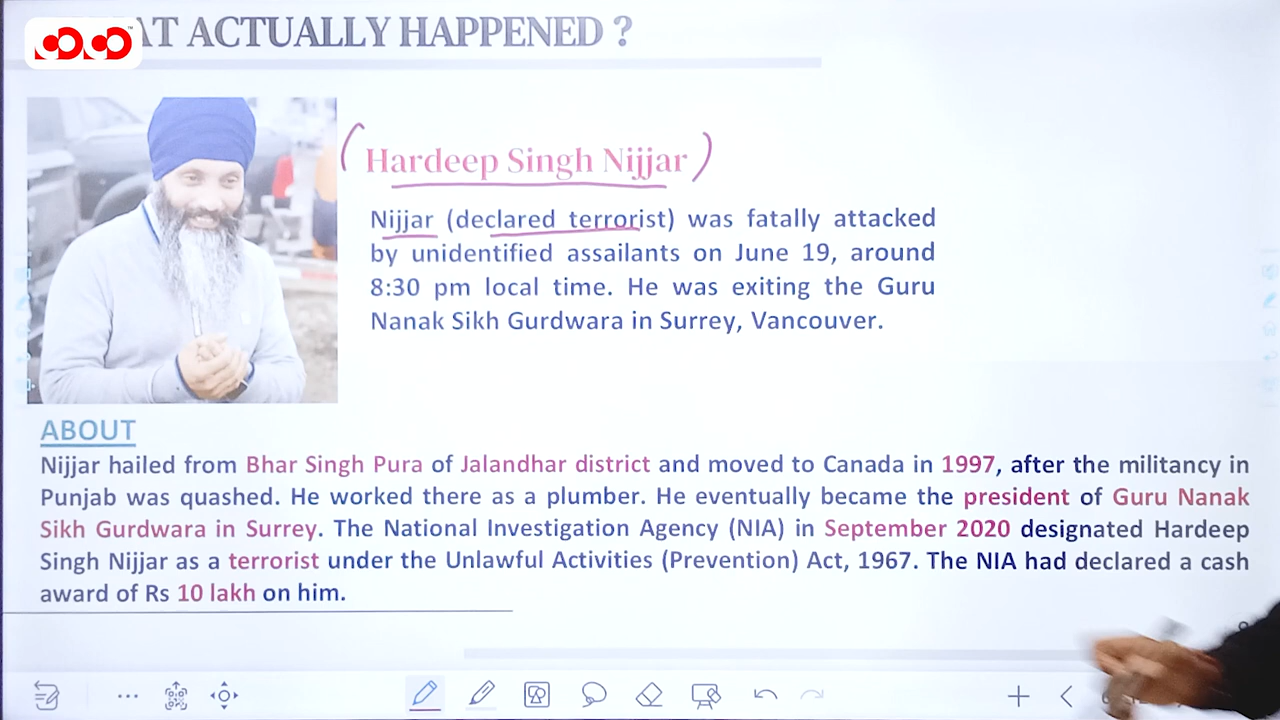 AT ACTUALLY HAPPENED ?
Hardeep Singh Nijjar
Nijjar (declared terrorist) was fatally attacked
by unidentified assailants on June 19, around
8:30 pm local time. He was exiting the Guru
Nanak Sikh Gurdwara in Surrey, Vancouver.
ABOUT
Nijjar hailed from Bhar Singh Pura of Jalandhar district and moved to Canada in 1997, after the militancy in
Punjab was quashed. He worked there as a plumber. He eventually became the president of Guru Nanak
Sikh Gurdwara in Surrey. The National Investigation Agency (NIA) in September 2020 designated Hardeep
Singh Nijjar as a terrorist under the Unlawful Activities (Prevention) Act, 1967. The NIA had declared a cash
award of Rs 10 lakh on him.